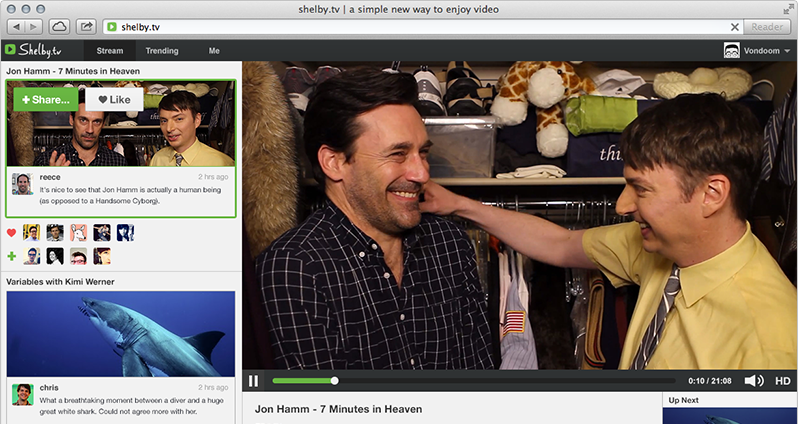 shelby.tv | a simple new way to enjoy video
shelby.tv
Reader
Shelby.tv
Stream
Trending
Me
Vondoom
Jon Hamm - 7 Minutes in Heaven
Share...
Like
reece
2 hrs ago
It's nice to see that Jon Hamm is actually a human being
(as opposed to a Handsome Cyborg).
Variables with Kimi Werner
chris
2 hrs ago
What a breathtaking moment between a diver and a huge
great white shark. Could not agree more with her.
0:10 / 21:08
HD
Jon Hamm - 7 Minutes in Heaven
Up Next